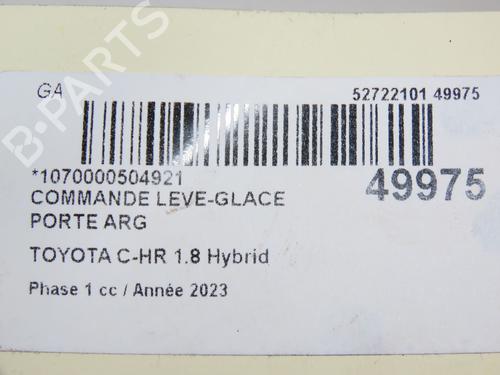 GA
52722101 49975
*1070000504921
49975
COMMANDE LEVE-GLACE
PORTE ARG
TOYOTA C-HR 1.8 Hybrid
Phase 1 cc / Année 2023
B-PARTS